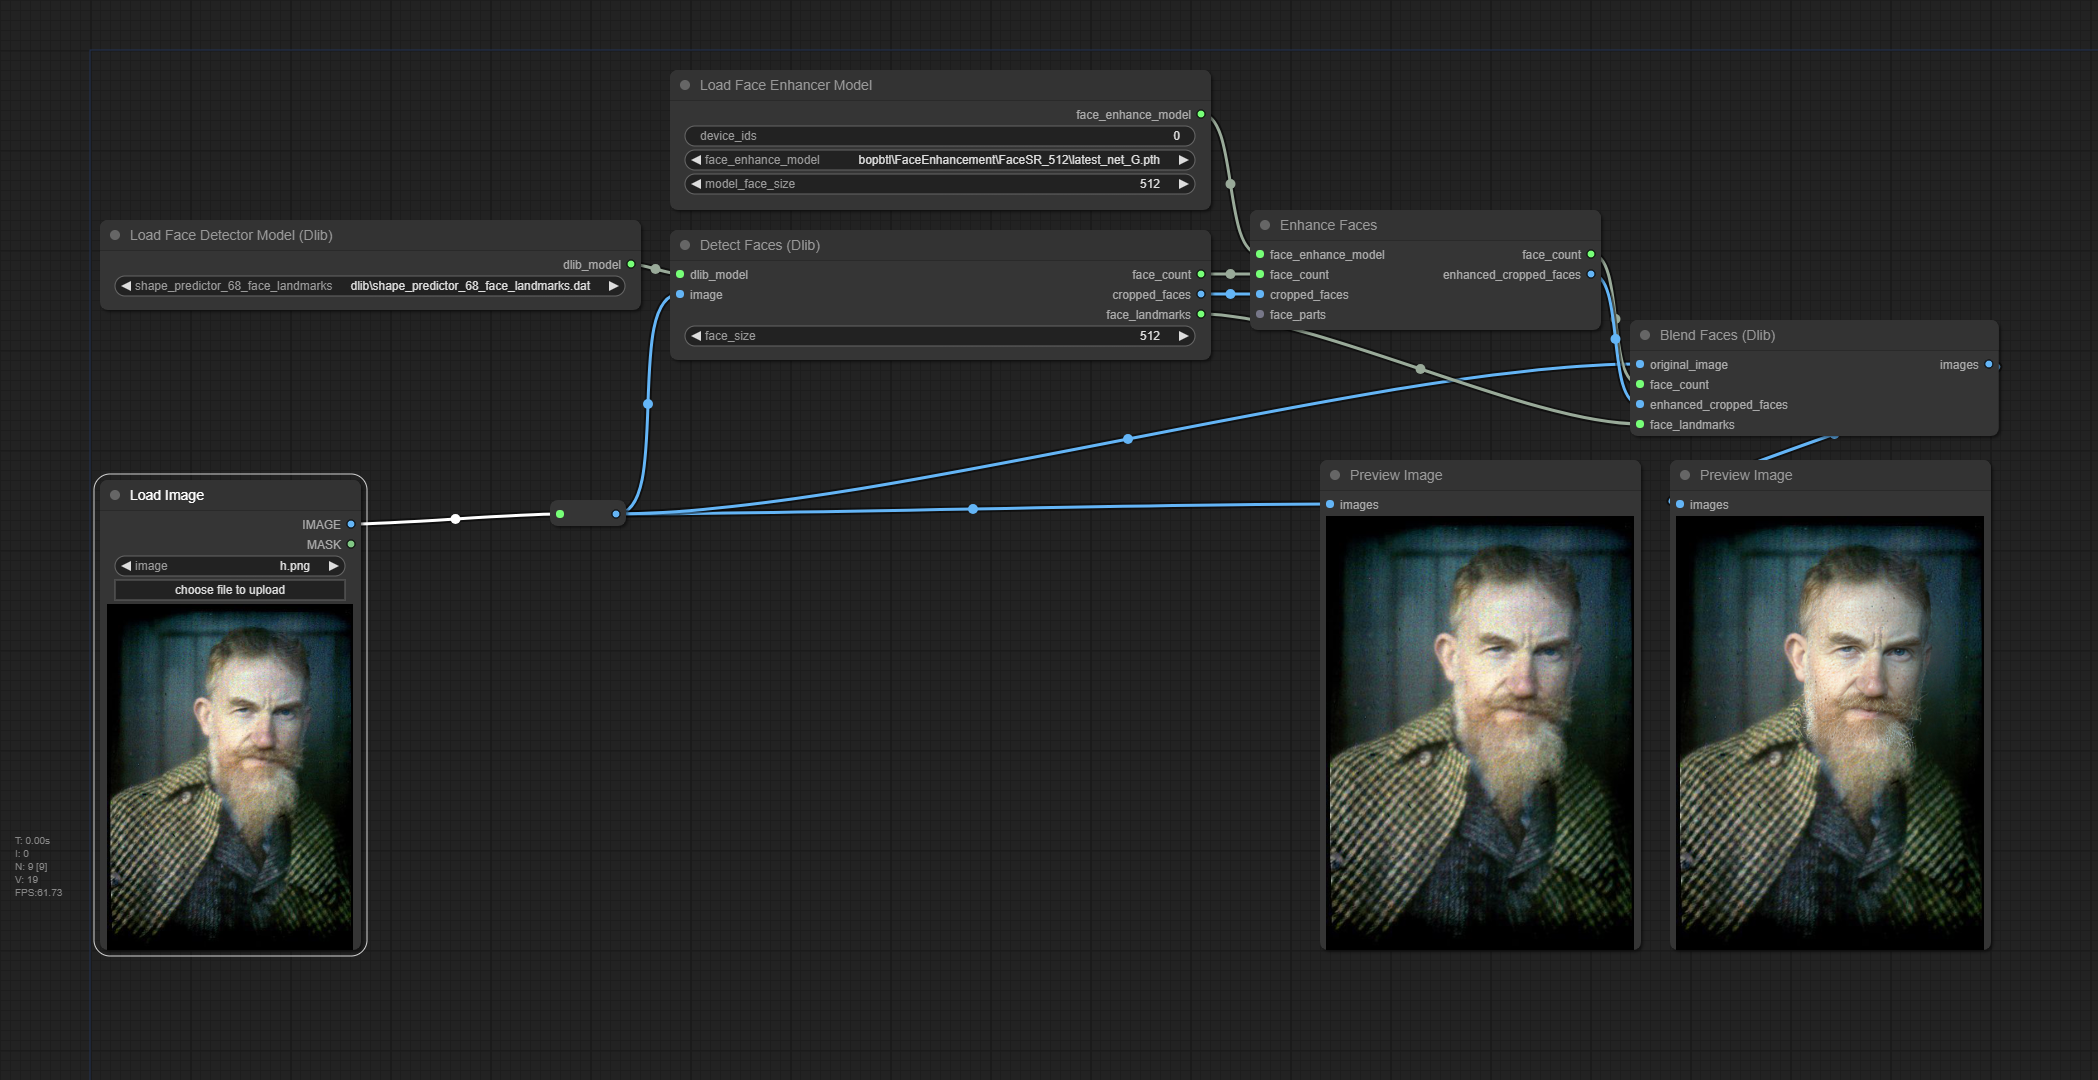 Load Face Enhancer Model
face_enhance_model
device_ids 0
face_enhance_model bopbtl\FaceEnhancement\FaceSR_512\latest_net_G.pth
model_face_size 512
Load Face Detector Model (Dlib)
dlib_model
shape_predictor_68_face_landmarks dlib\shape_predictor_68_face_landmarks.dat
Detect Faces (Dlib)
dlib_model face_count
image cropped_faces
face_landmarks
face_size 512
Enhance Faces
face_enhance_model face_count
face_count enhanced_cropped_faces
cropped_faces
face_parts
Blend Faces (Dlib)
original_image images
face_count
enhanced_cropped_faces
face_landmarks
Load Image
IMAGE
MASK
image h.png
choose file to upload
Preview Image
images
Preview Image
images
T: 0.00s
I: 0
N: 9 [9]
V: 19
FPS:61.73